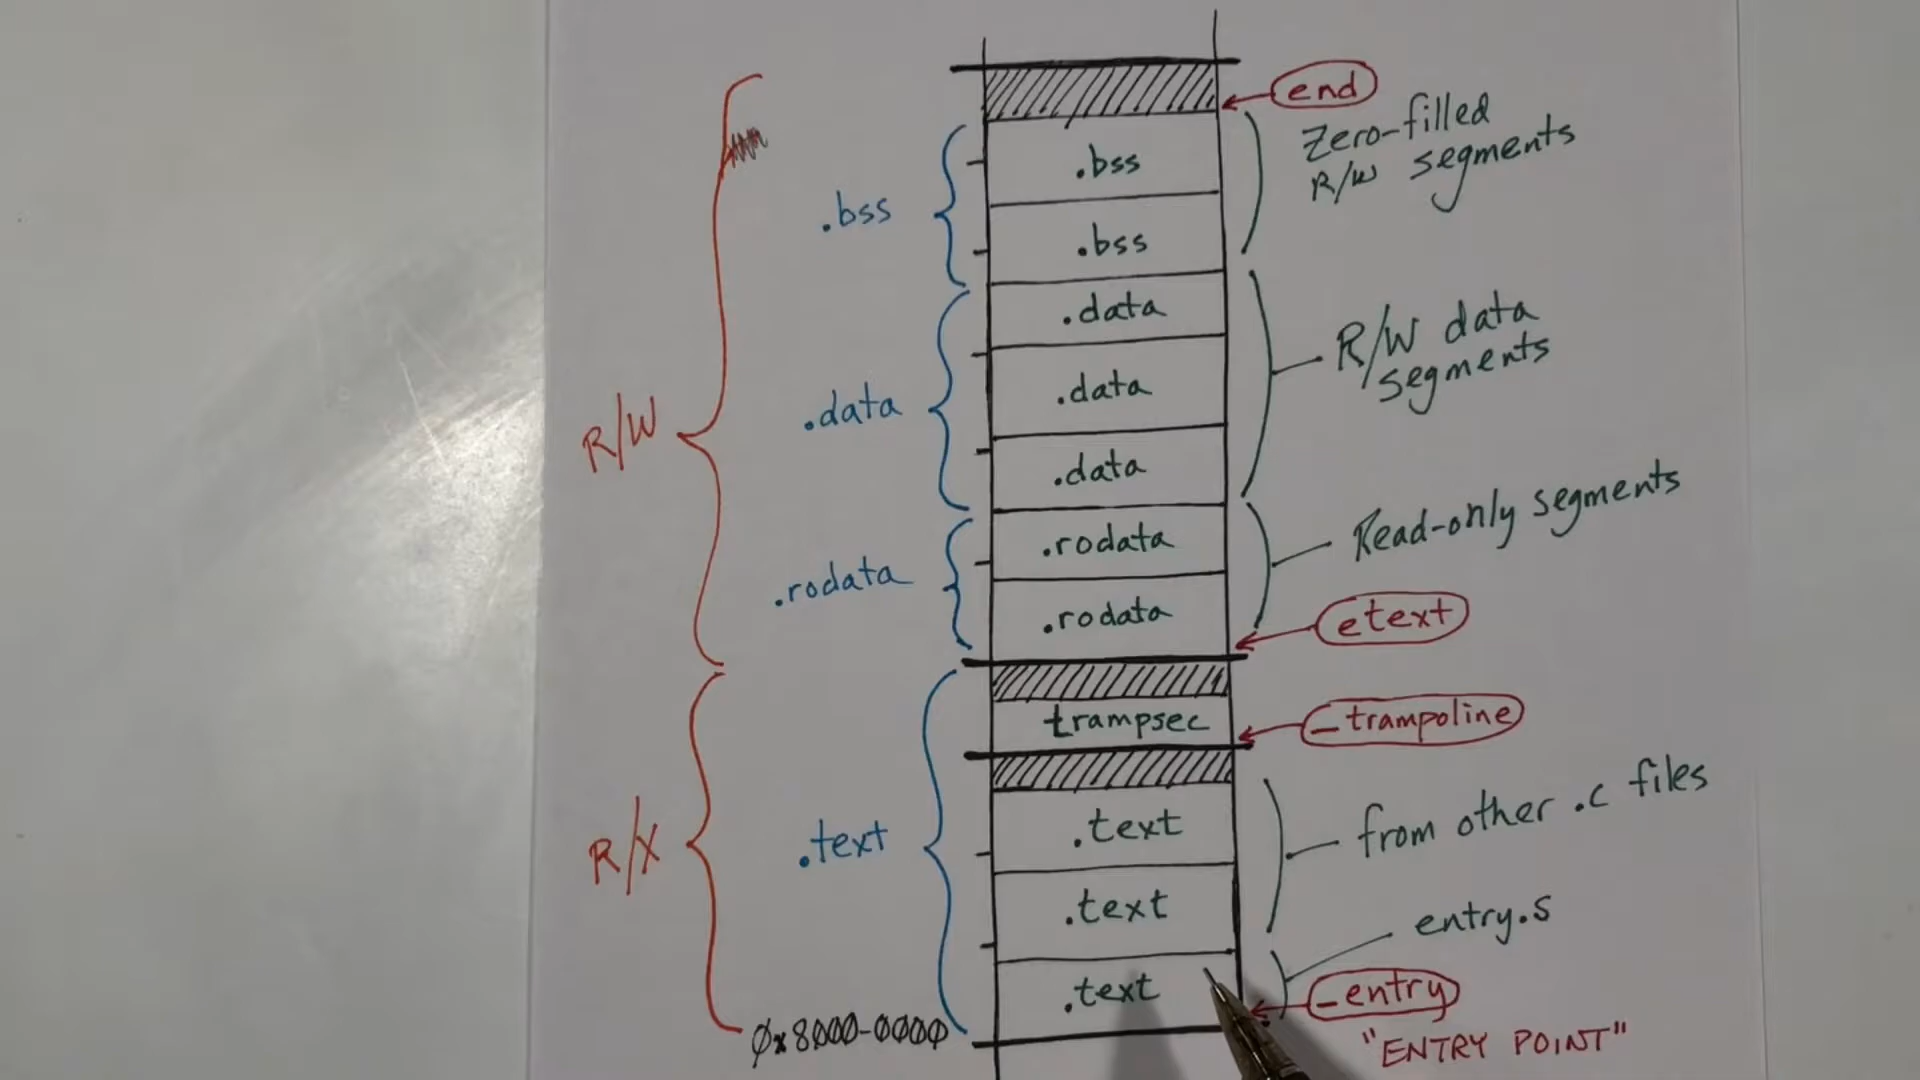 end
Zero-filled
R/W segments
.bss
.bss
.bss
.data
R/W data
segments
R/W
.data
.data
.data
.rodata
Read-only segments
.rodata
.rodata
etext
trampsec
_trampoline
R/X
.text
.text
from other .c files
.text
entry.s
.text
_entry
0x8000-0000
"ENTRY POINT"